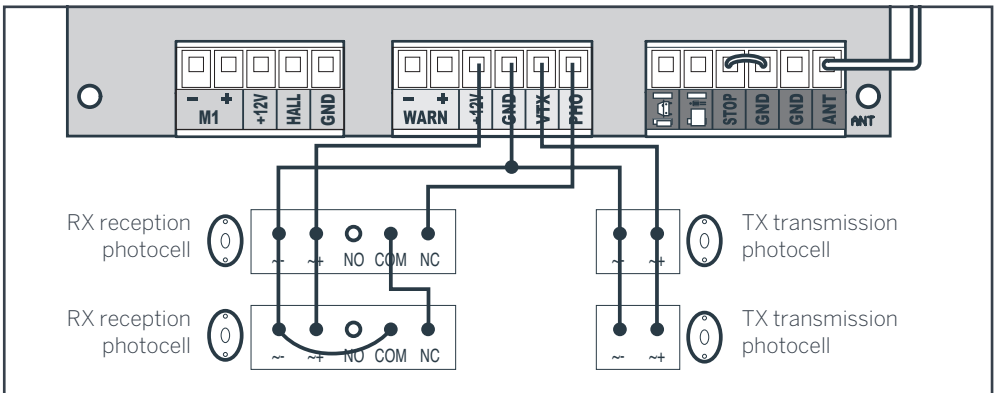 - +
M1
+12V
HALL
GND
- +
WARN
+12V
GND
VTX
PHO
STOP
GND
GND
ANT
ANT
RX reception
photocell
~- ~+ NO COM NC
~- ~+
TX transmission
photocell
RX reception
photocell
~- ~+ NO COM NC
~- ~+
TX transmission
photocell